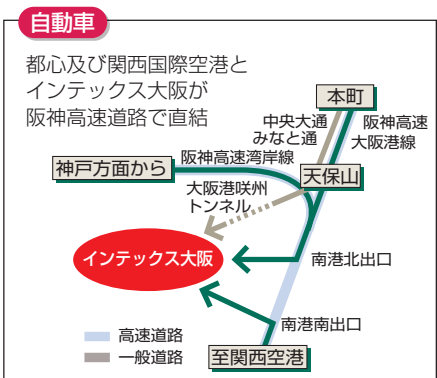 自動車
都心及び関西国際空港と
インテックス大阪が
阪神高速道路で直結
本町
中央大通
みなと通
阪神高速
大阪港線
阪神高速湾岸線
神戸方面から
天保山
大阪港咲州
トンネル
インテックス大阪
南港北出口
南港南出口
高速道路
一般道路
至関西空港